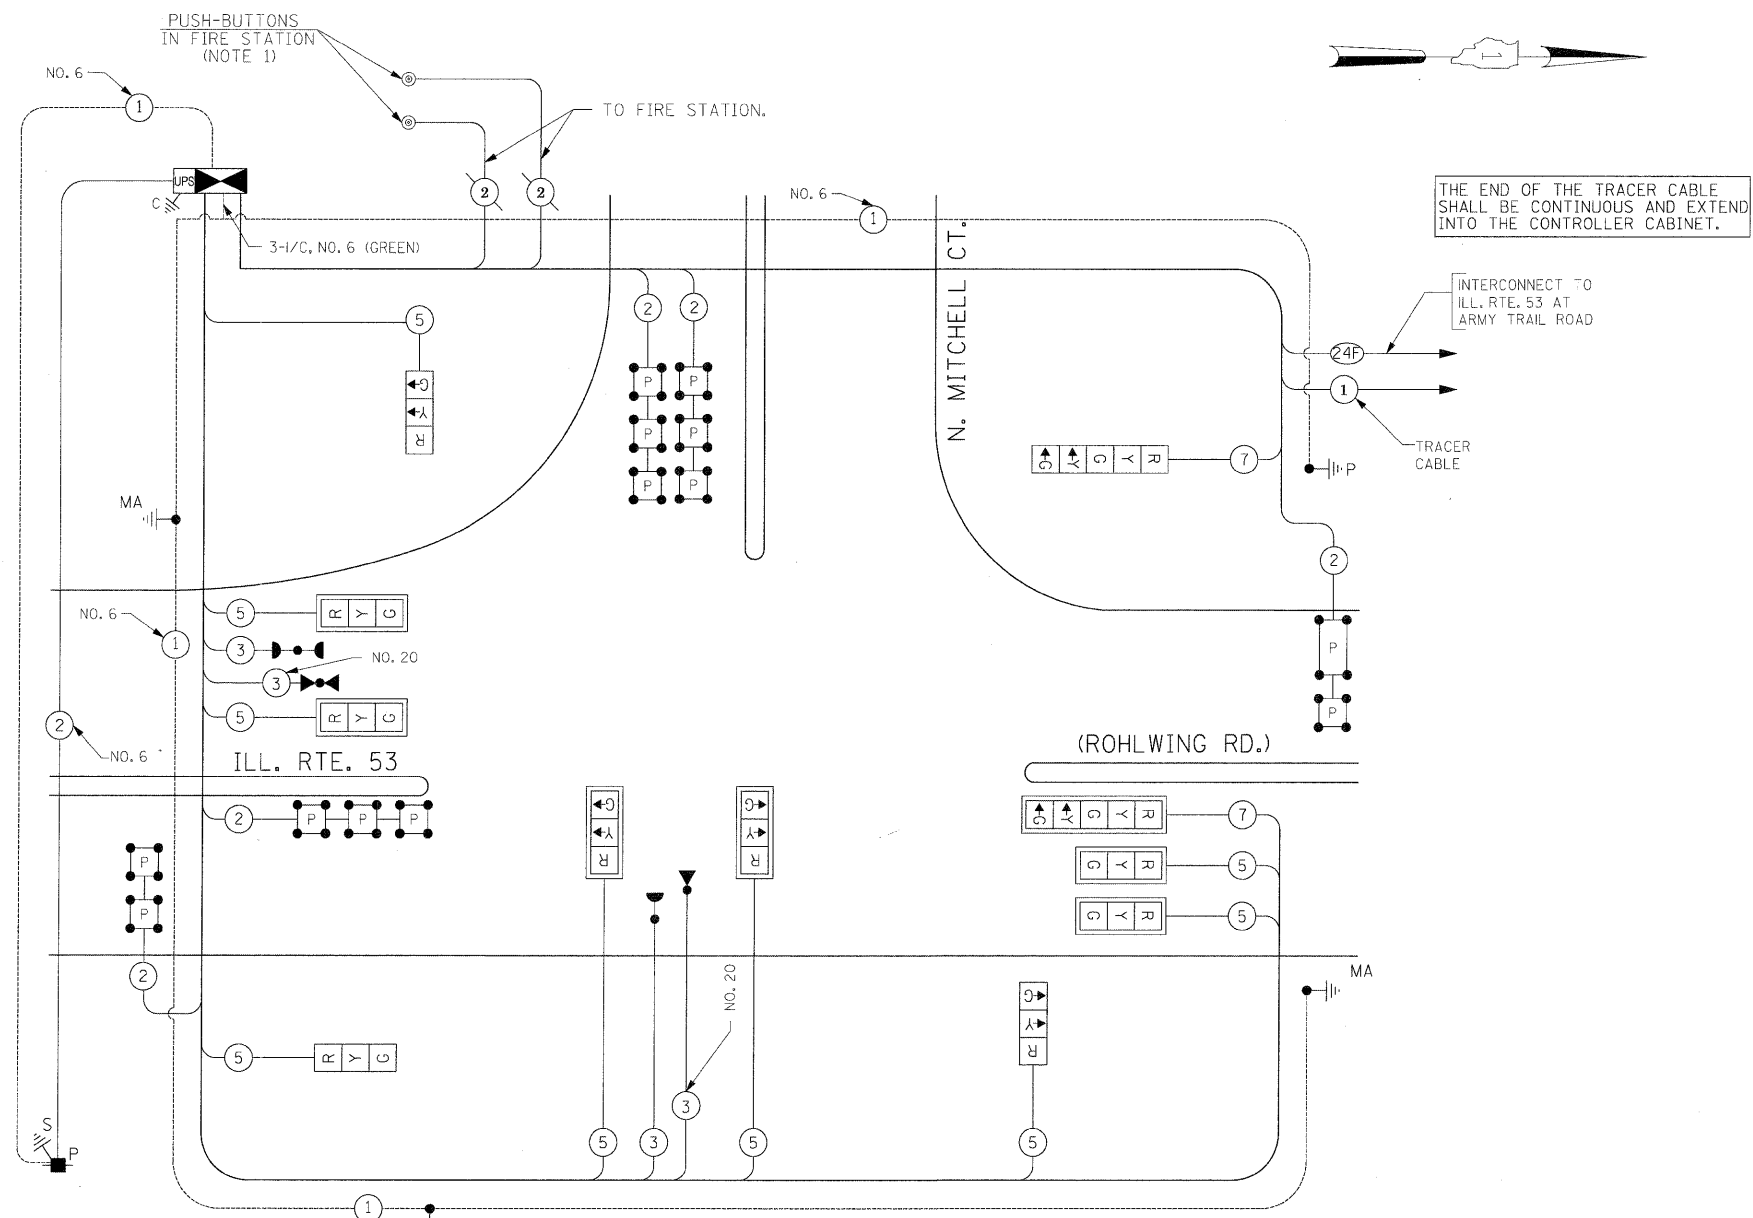 PUSH-BUTTONS
IN FIRE STATION
(NOTE 1)
NO. 6
1
TO FIRE STATION.
UPS
C
2
2
NO. 6
1
THE END OF THE TRACER CABLE
SHALL BE CONTINUOUS AND EXTEND
INTO THE CONTROLLER CABINET.
3-1/C, NO. 6 (GREEN)
N. MITCHELL CT.
INTERCONNECT TO
ILL. RTE. 53 AT
ARMY TRAIL ROAD
5
2
2
24F
1
G
Y
R
P
P
P
P
P
P
TRACER
CABLE
G
Y
G
Y
R
7
P
MA
2
NO. 6
1
5
R
Y
G
3
NO. 20
3
5
R
Y
G
P
P
2
NO. 6
ILL. RTE. 53
(ROHLWING RD.)
2
P
P
P
G
Y
R
G
Y
R
G
Y
G
Y
R
7
P
P
G
Y
R
5
G
Y
R
5
2
NO. 20
MA
G
Y
R
5
R
Y
G
3
S
P
5
3
5
5
1